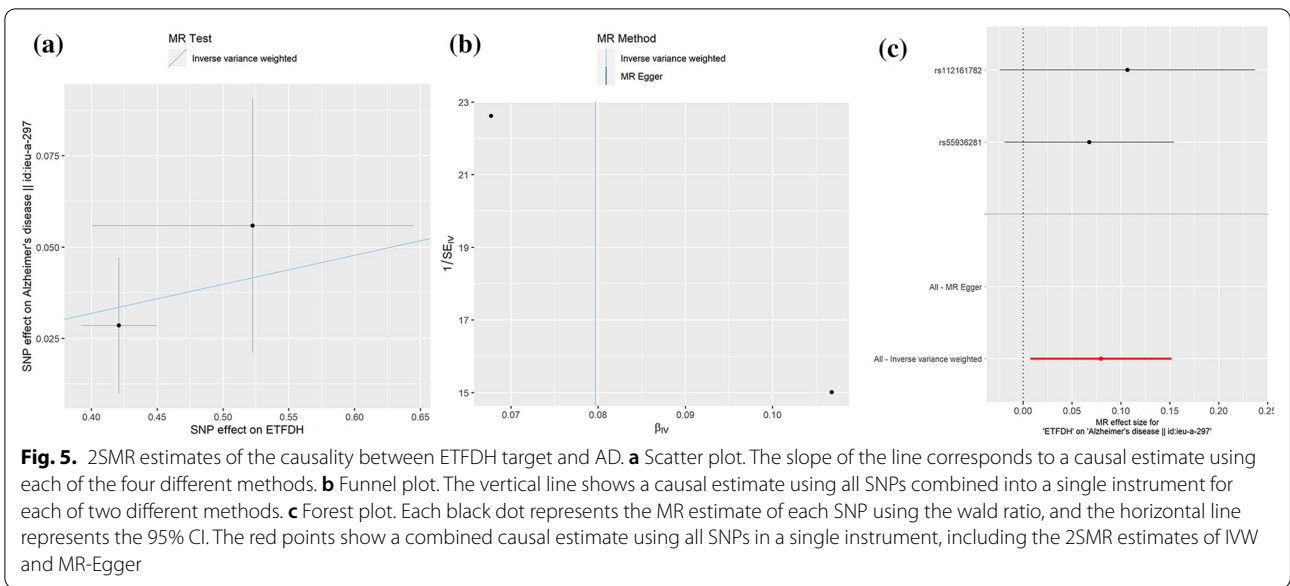 (a)
MR Test
Inverse variance weighted
SNP effect on Alzheimer's disease || id:ieu-a-297
0.075
0.050
0.025
0.40
0.45
0.50
0.55
0.60
0.65
SNP effect on ETFDH
(b)
MR Method
Inverse variance weighted
MR Egger
1/SEIV
23
21
19
17
15
0.07
0.08
0.09
0.10
βIV
(c)
rs112161782
rs55936281
All - MR Egger
All - Inverse variance weighted
0.00
0.05
0.10
0.15
0.20
0.25
MR effect size for
'ETFDH' on 'Alzheimer's disease || id:ieu-a-297'
Fig. 5. 2SMR estimates of the causality between ETFDH target and AD. a Scatter plot. The slope of the line corresponds to a causal estimate using
each of the four different methods. b Funnel plot. The vertical line shows a causal estimate using all SNPs combined into a single instrument for
each of two different methods. c Forest plot. Each black dot represents the MR estimate of each SNP using the wald ratio, and the horizontal line
represents the 95% CI. The red points show a combined causal estimate using all SNPs in a single instrument, including the 2SMR estimates of IVW
and MR-Egger